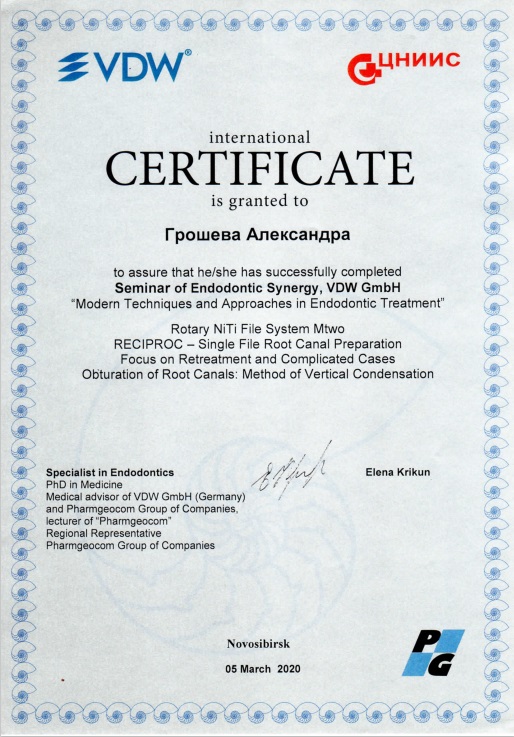 VDW®
ЦНИИС
international
CERTIFICATE
is granted to
Грошева Александра
to assure that he/she has successfully completed
Seminar of Endodontic Synergy, VDW GmbH
“Modern Techniques and Approaches in Endodontic Treatment”
Rotary NiTi File System Mtwo
RECIPROC – Single File Root Canal Preparation
Focus on Retreatment and Complicated Cases
Obturation of Root Canals: Method of Vertical Condensation
Specialist in Endodontics
Elena Krikun
PhD in Medicine
Medical advisor of VDW GmbH (Germany)
and Pharmgeocom Group of Companies,
lecturer of “Pharmgeocom”
Regional Representative
Pharmgeocom Group of Companies
Novosibirsk
05 March 2020
PG